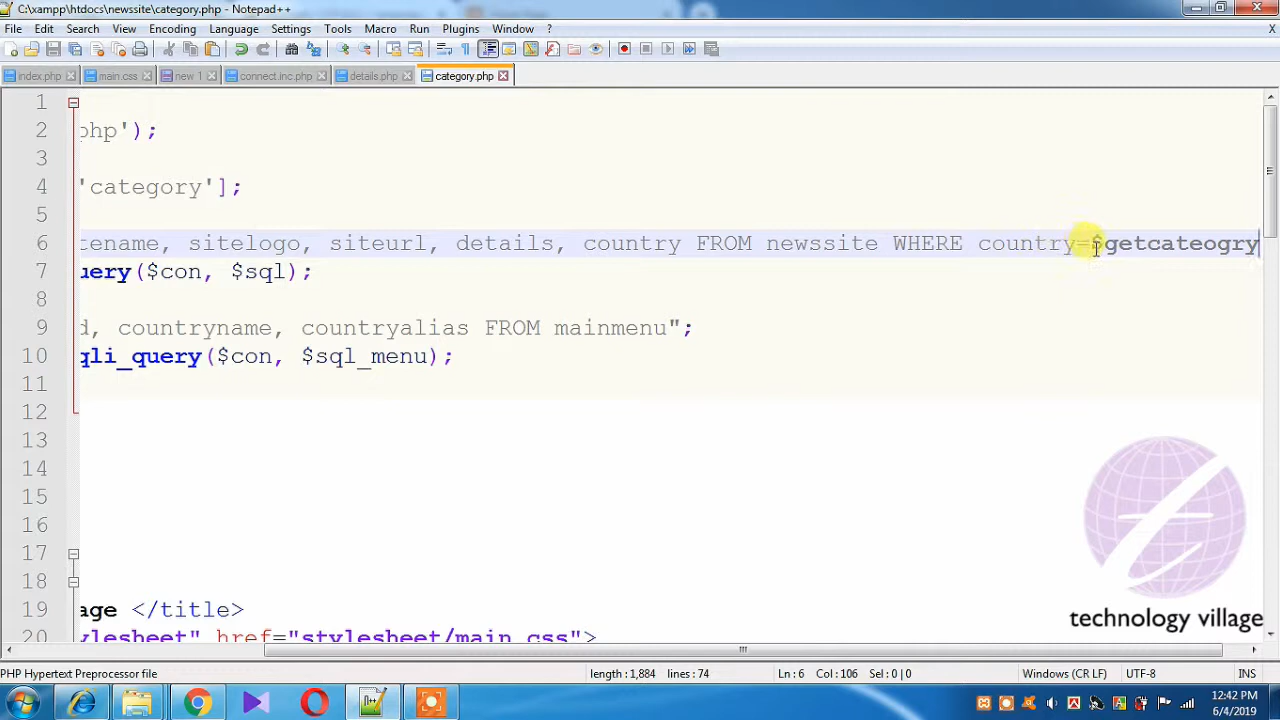 C:\xampp\htdocs\newssite\category.php - Notepad++
File Edit Search View Encoding Language Settings Tools Macro Run Plugins Window ? X
index.php main.css new 1 connect.inc.php details.php category.php
1
2 php');
3
4 'category'];
5
6 tename, sitelogo, siteurl, details, country FROM newssite WHERE country=$getcateogry
7 uery($con, $sql);
8
9 d, countryname, countryalias FROM mainmenu";
10 qli_query($con, $sql_menu);
11
12
13
14
15
16
17
18
19 age </title>
20 ylesheet" href="stylesheet/main.css">
technology village
PHP Hypertext Preprocessor file length : 1,884 lines : 74 Ln : 6 Col : 106 Sel : 0 | 0 Windows (CR LF) UTF-8 INS
12:42 PM
6/4/2019